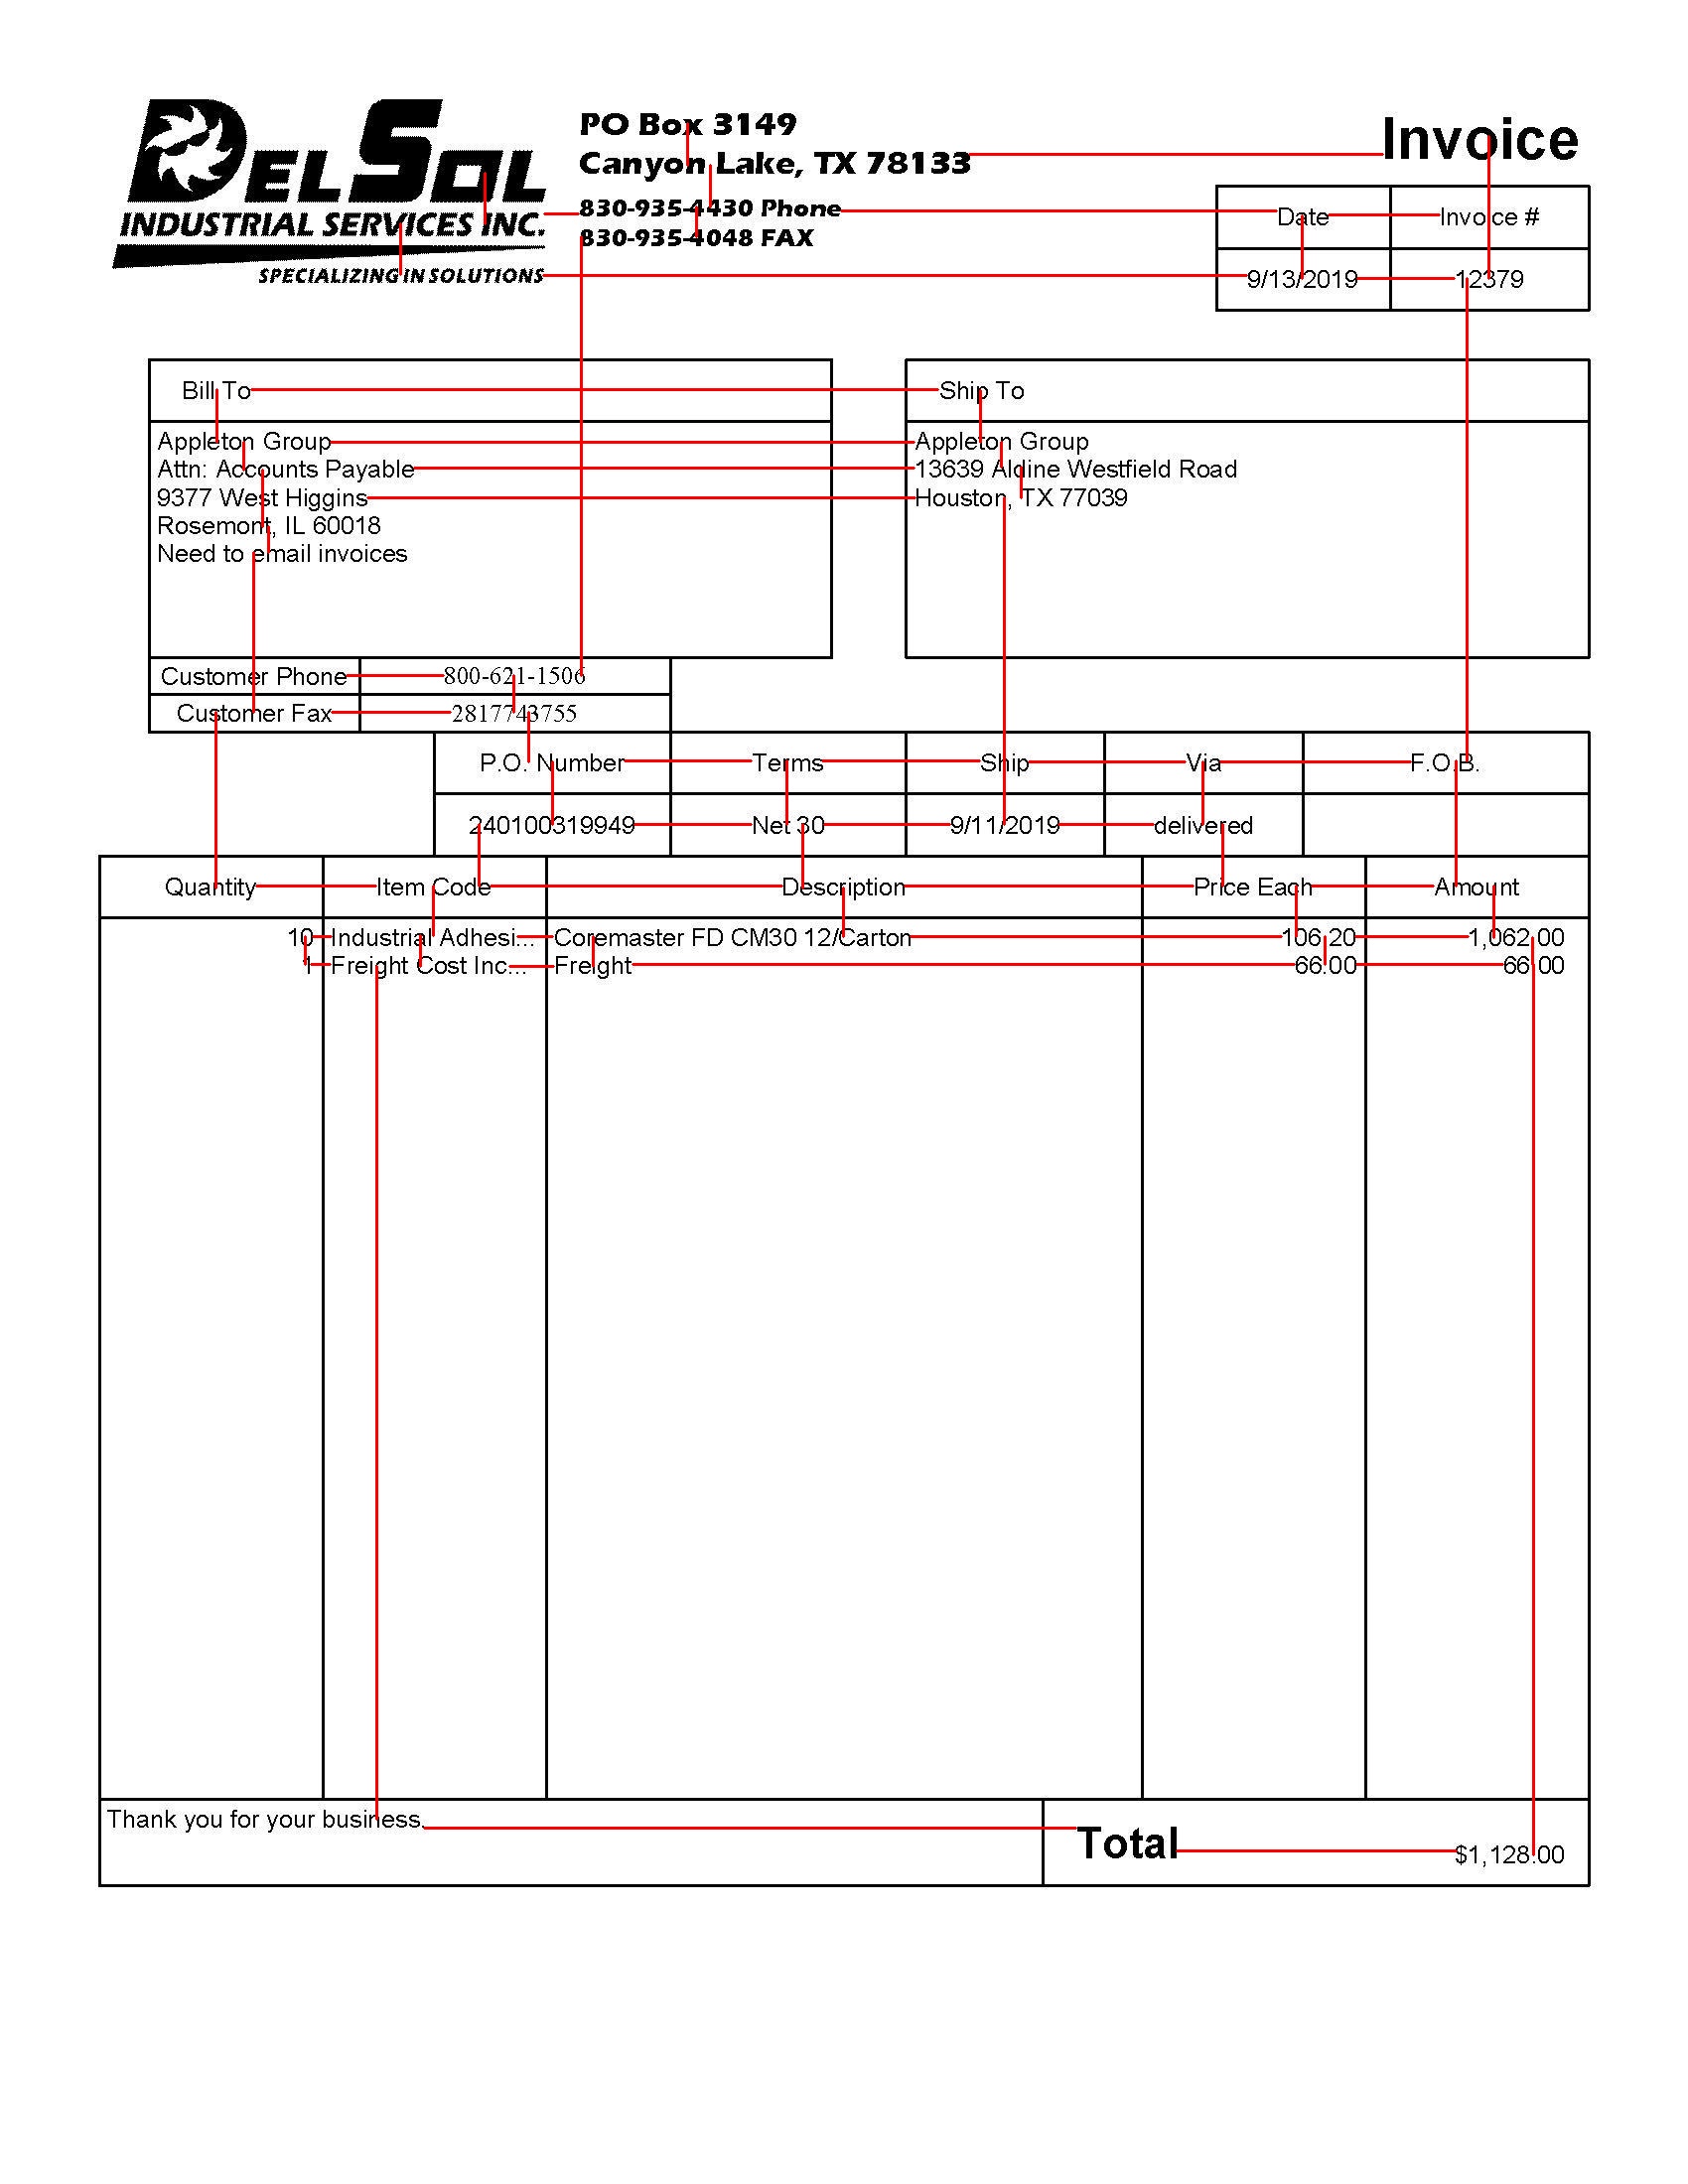 DELSOL
INDUSTRIAL SERVICES INC.
SPECIALIZING IN SOLUTIONS
PO Box 3149
Canyon Lake, TX 78133
830-935-4430 Phone
830-935-4048 FAX
Invoice
Date Invoice #
9/13/2019 12379
Bill To
Appleton Group
Attn: Accounts Payable
9377 West Higgins
Rosemont, IL 60018
Need to email invoices
Ship To
Appleton Group
13639 Aldine Westfield Road
Houston, TX 77039
Customer Phone 800-621-1506
Customer Fax 2817743755
P.O. Number Terms Ship Via F.O.B.
240100319949 Net 30 9/11/2019 delivered
Quantity Item Code Description Price Each Amount
10 Industrial Adhesi... Coremaster FD CM30 12/Carton 106.20 1,062.00
1 Freight Cost Inc... Freight 66.00 66.00
Thank you for your business.
Total $1,128.00